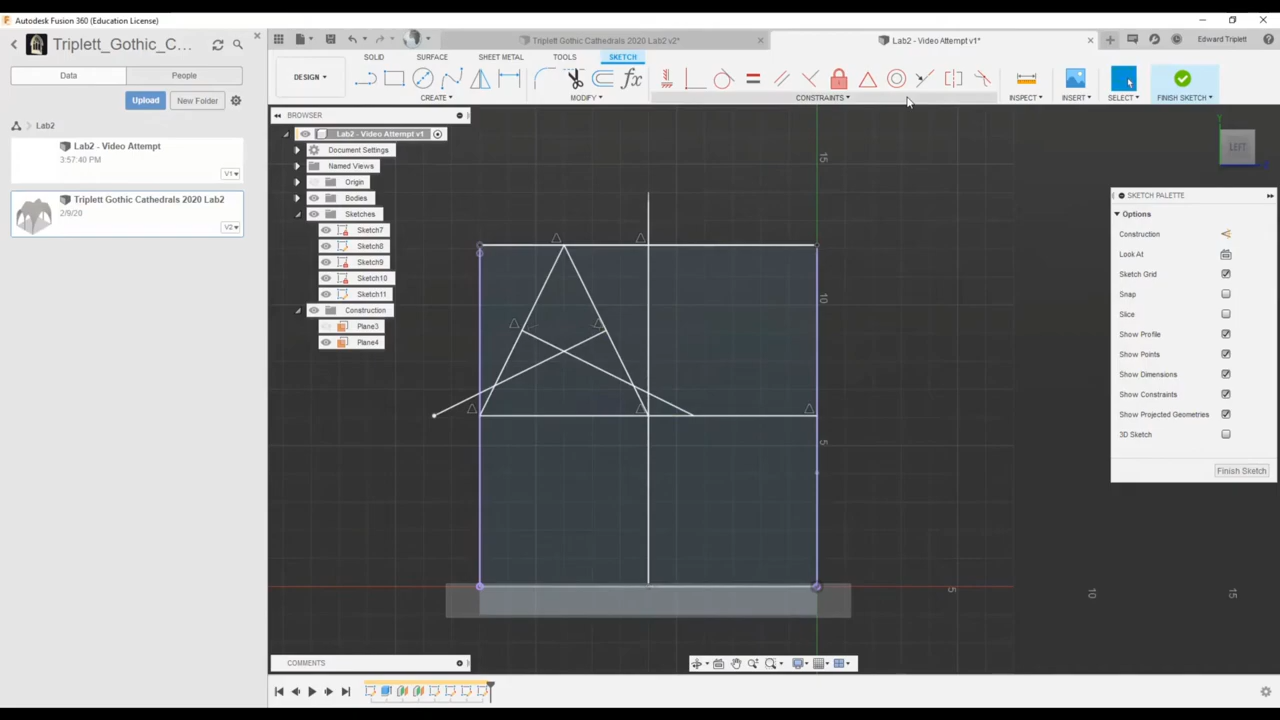 Autodesk Fusion 360 (Education License)
Triplett_Gothic_C...
Triplett Gothic Cathedrals 2020 Lab2 v2*
Lab2 - Video Attempt v1*
Edward Triplett
Data
People
Upload
New Folder
Lab2
Lab2 - Video Attempt
3:57:40 PM
V1
Triplett Gothic Cathedrals 2020 Lab2
2/9/20
V2
SOLID
SURFACE
SHEET METAL
TOOLS
SKETCH
DESIGN
CREATE
MODIFY
CONSTRAINTS
INSPECT
INSERT
SELECT
FINISH SKETCH
BROWSER
Lab2 - Video Attempt v1
Document Settings
Named Views
Origin
Bodies
Sketches
Sketch7
Sketch8
Sketch9
Sketch10
Sketch11
Construction
Plane3
Plane4
15
10
5
5
10
15
Y
LEFT
SKETCH PALETTE
Options
Construction
Look At
Sketch Grid
Snap
Slice
Show Profile
Show Points
Show Dimensions
Show Constraints
Show Projected Geometries
3D Sketch
Finish Sketch
COMMENTS